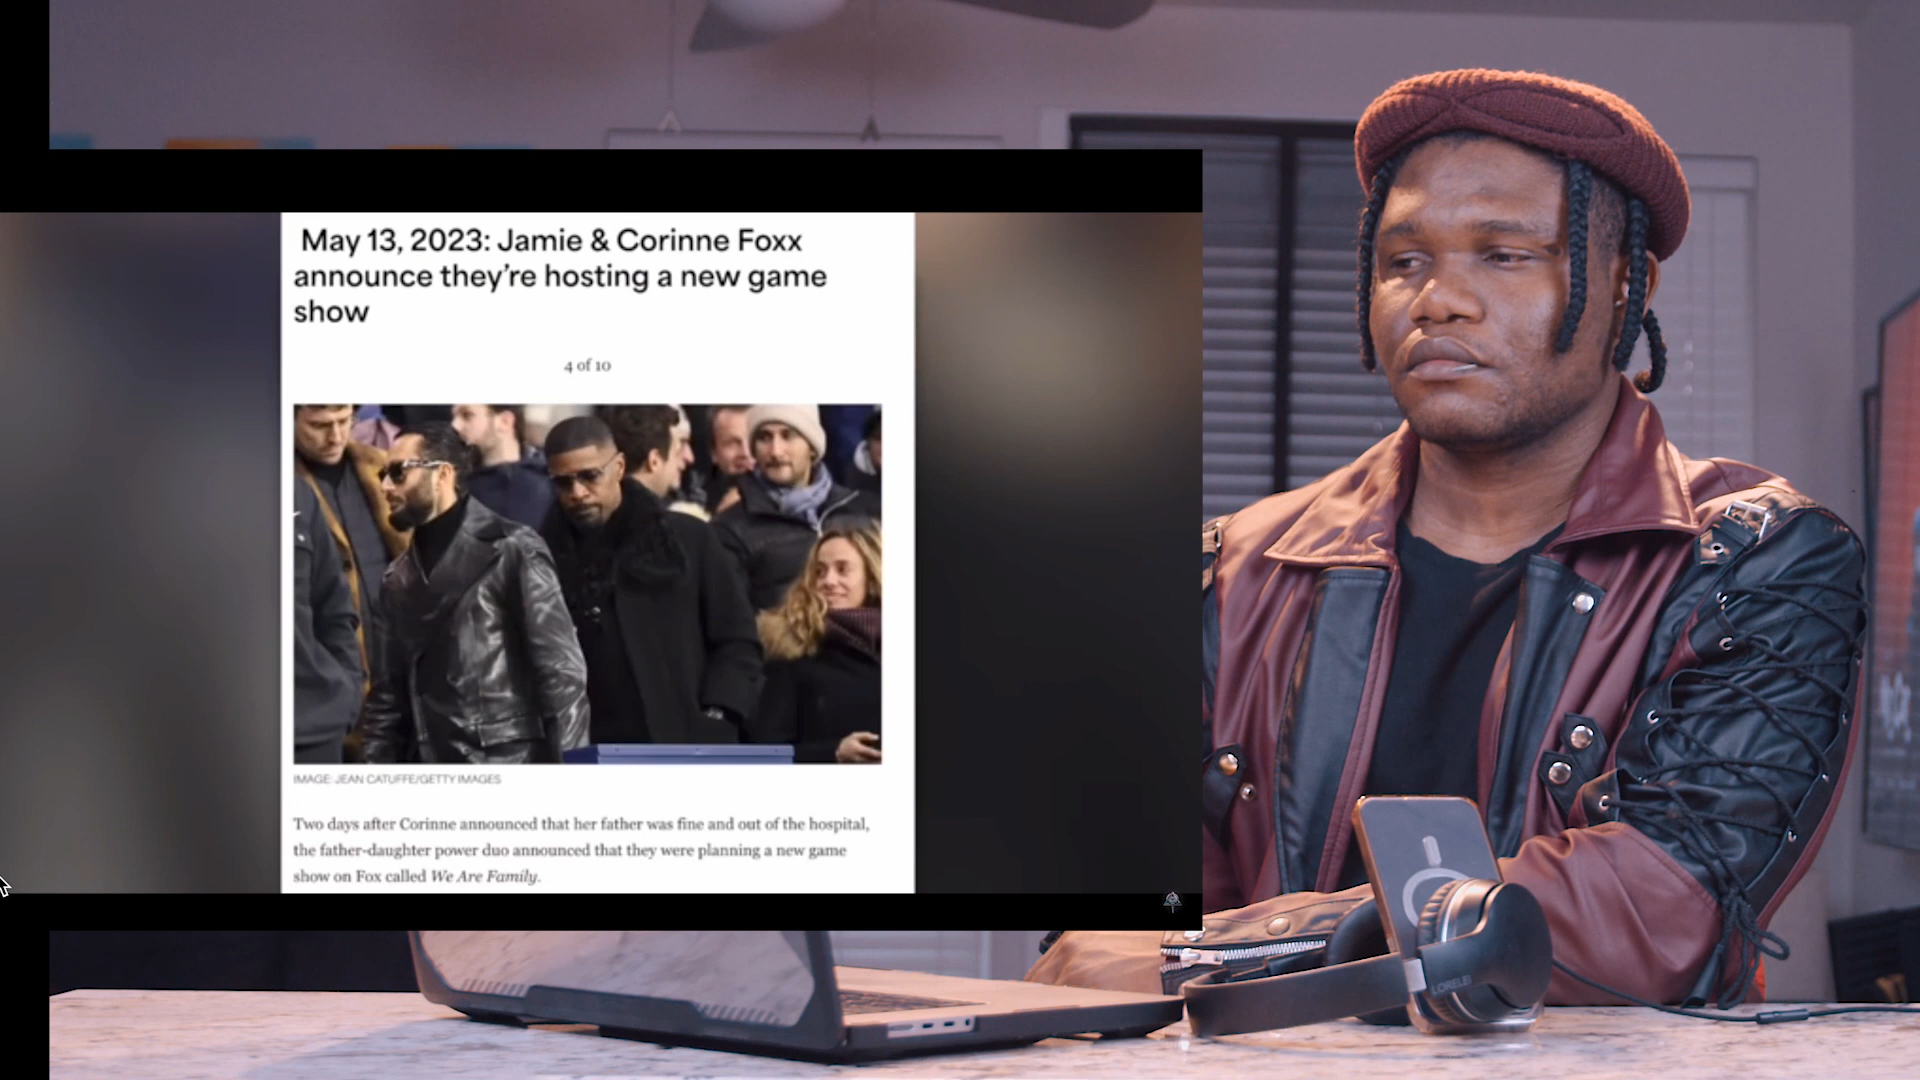 May 13, 2023: Jamie & Corinne Foxx
announce they're hosting a new game
show
4 of 10
IMAGE: JEAN CATUFFE/GETTY IMAGES
Two days after Corinne announced that her father was fine and out of the hospital,
the father-daughter power duo announced that they were planning a new game
show on Fox called We Are Family.
LORELEI